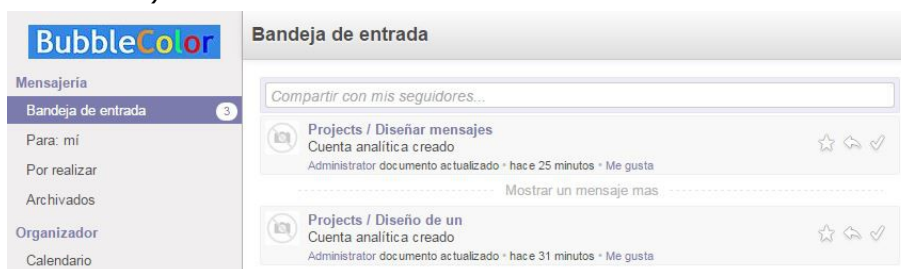 BubbleColor
Mensajería
Bandeja de entrada 3
Para: mí
Por realizar
Archivados
Organizador
Calendario
Bandeja de entrada
Compartir con mis seguidores...
Projects / Diseñar mensajes
Cuenta analítica creado
Administrator documento actualizado • hace 25 minutos • Me gusta
Mostrar un mensaje mas
Projects / Diseño de un
Cuenta analítica creado
Administrator documento actualizado • hace 31 minutos • Me gusta